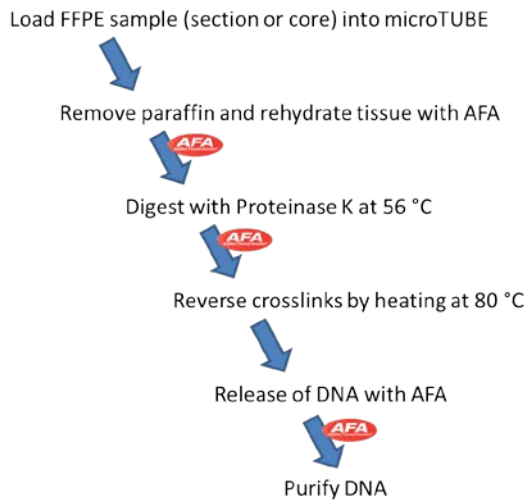 Load FFPE sample (section or core) into microTUBE
Remove paraffin and rehydrate tissue with AFA
AFA
Digest with Proteinase K at 56 °C
AFA
Reverse crosslinks by heating at 80 °C
Release of DNA with AFA
AFA
Purify DNA